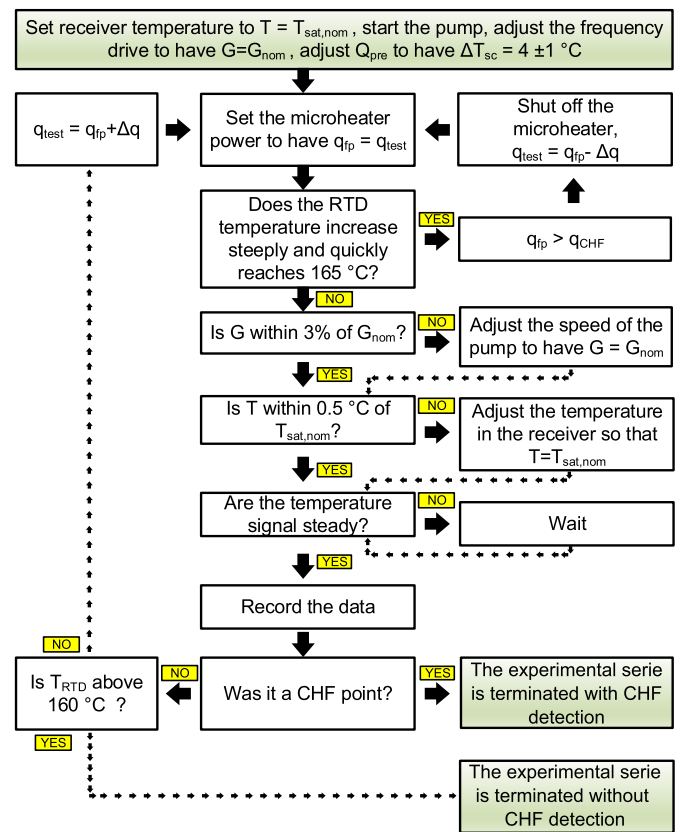 Set receiver temperature to T = Tsat,nom , start the pump, adjust the frequency
drive to have G=Gnom , adjust Qpre to have ΔTsc = 4 ±1 °C
qtest = qfp+Δq
Set the microheater
power to have qfp = qtest
Shut off the
microheater,
qtest = qfp- Δq
Does the RTD
temperature increase
steeply and quickly
reaches 165 °C?
YES
qfp > qCHF
NO
Is G within 3% of Gnom?
NO
Adjust the speed of the
pump to have G = Gnom
YES
Is T within 0.5 °C of
Tsat,nom?
NO
Adjust the temperature
in the receiver so that
T=Tsat,nom
YES
Are the temperature
signal steady?
NO
Wait
YES
Record the data
NO
Is TRTD above
160 °C ?
NO
Was it a CHF point?
YES
The experimental serie
is terminated with CHF
detection
YES
The experimental serie
is terminated without
CHF detection